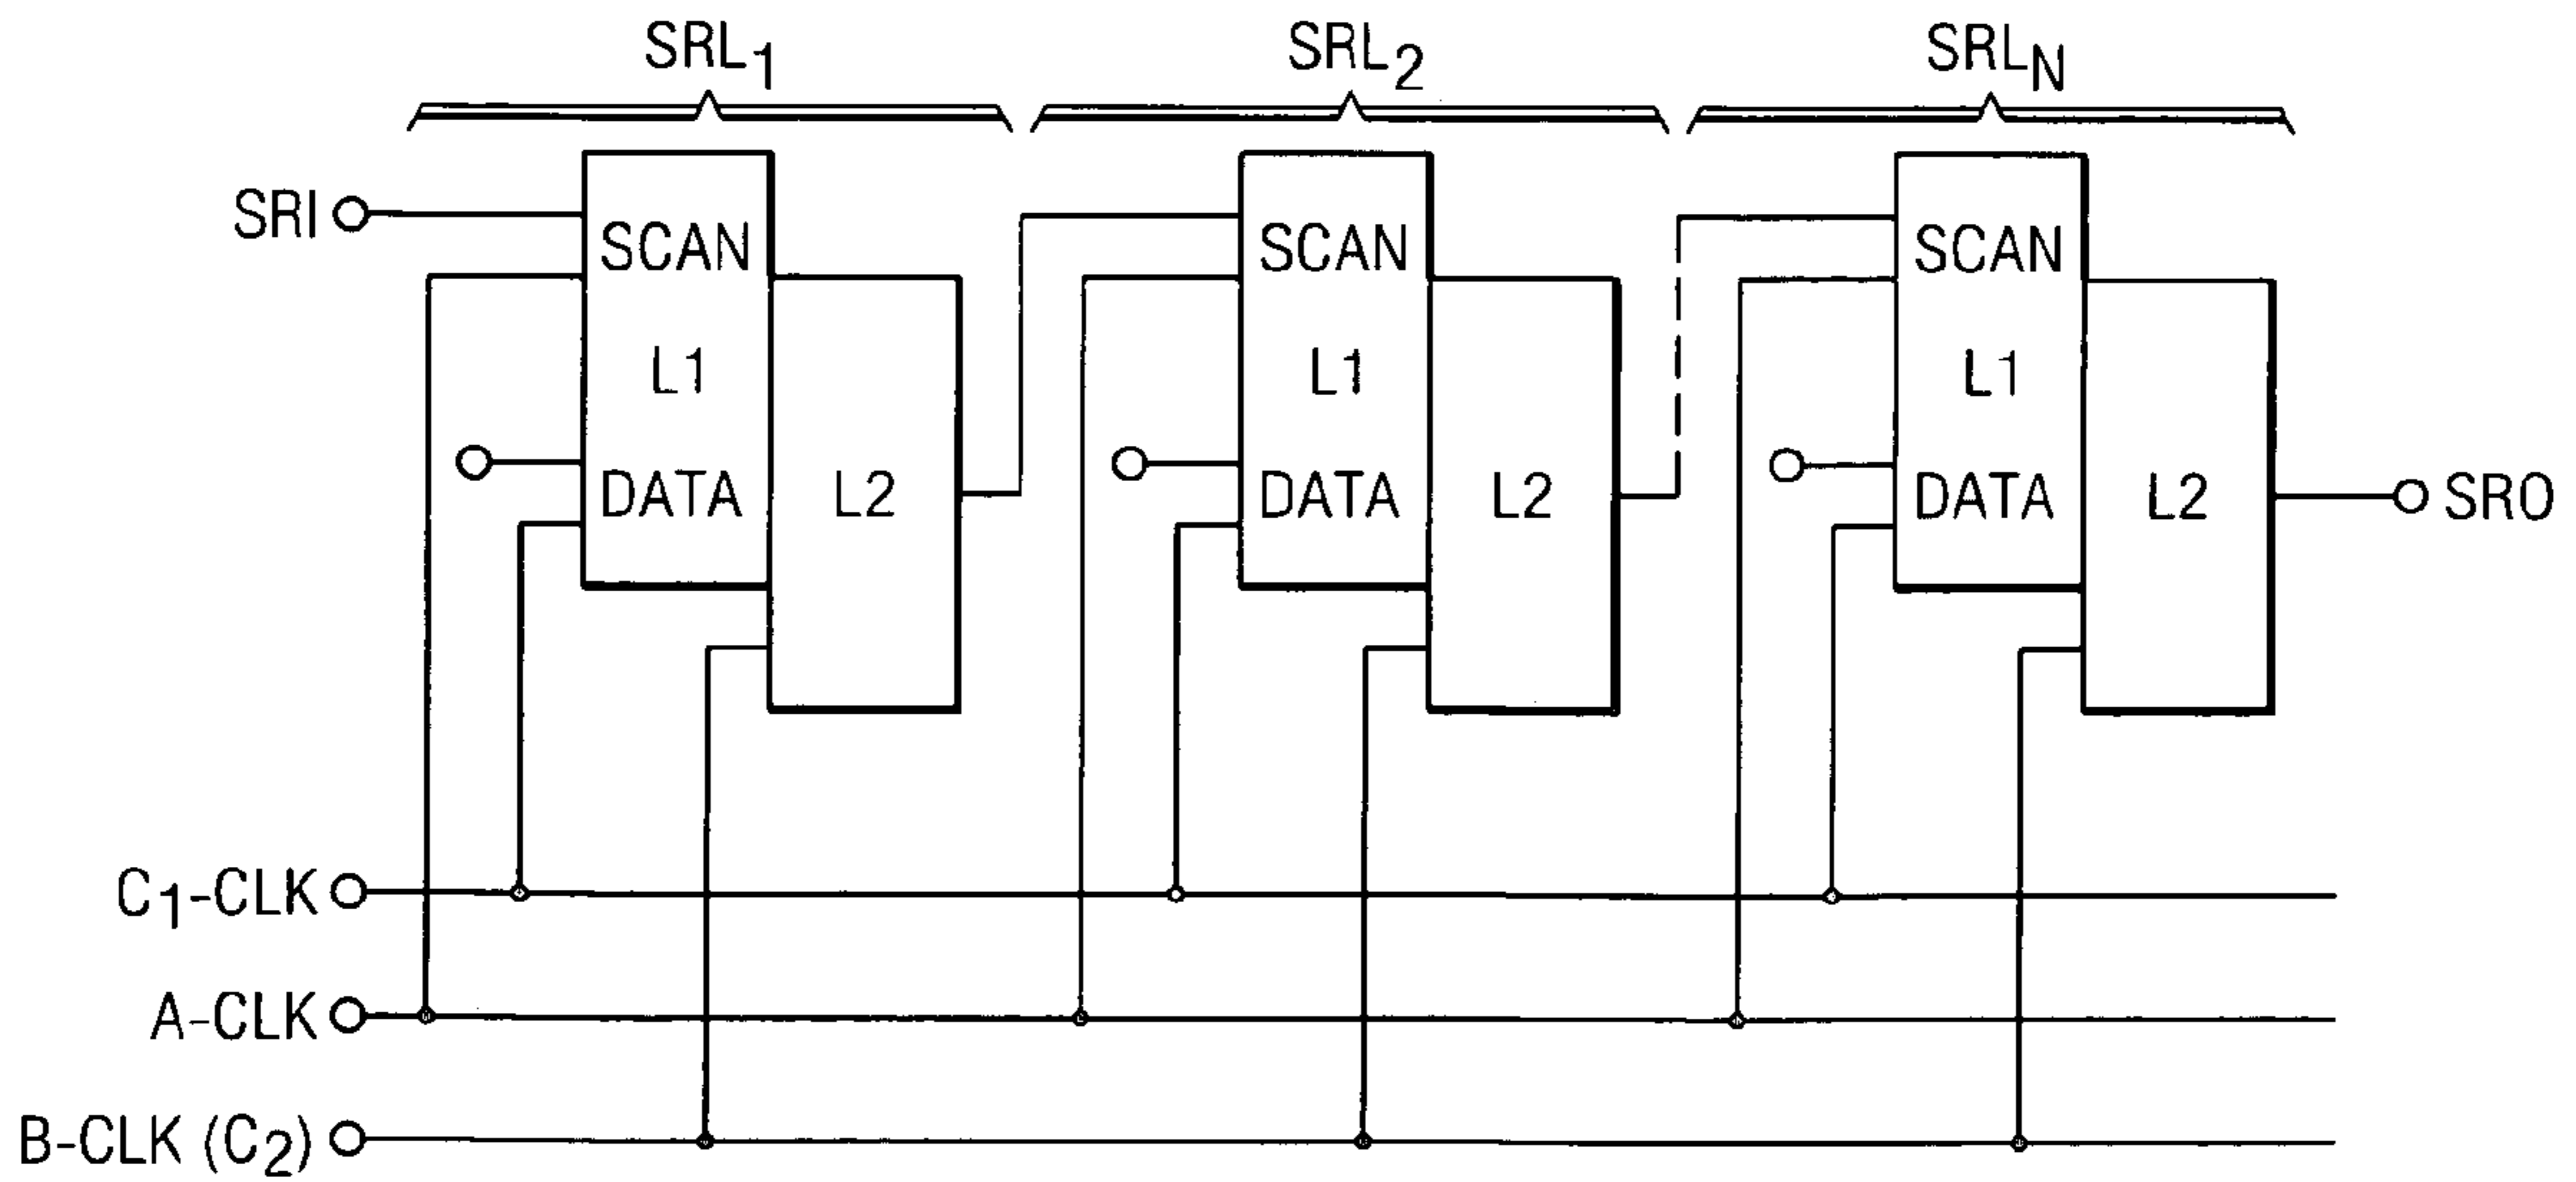 SRL1 SRL2 SRLN
SRI
SCAN SCAN SCAN
L1 L1 L1
DATA L2 DATA L2 DATA L2 SRO
C1-CLK
A-CLK
B-CLK (C2)